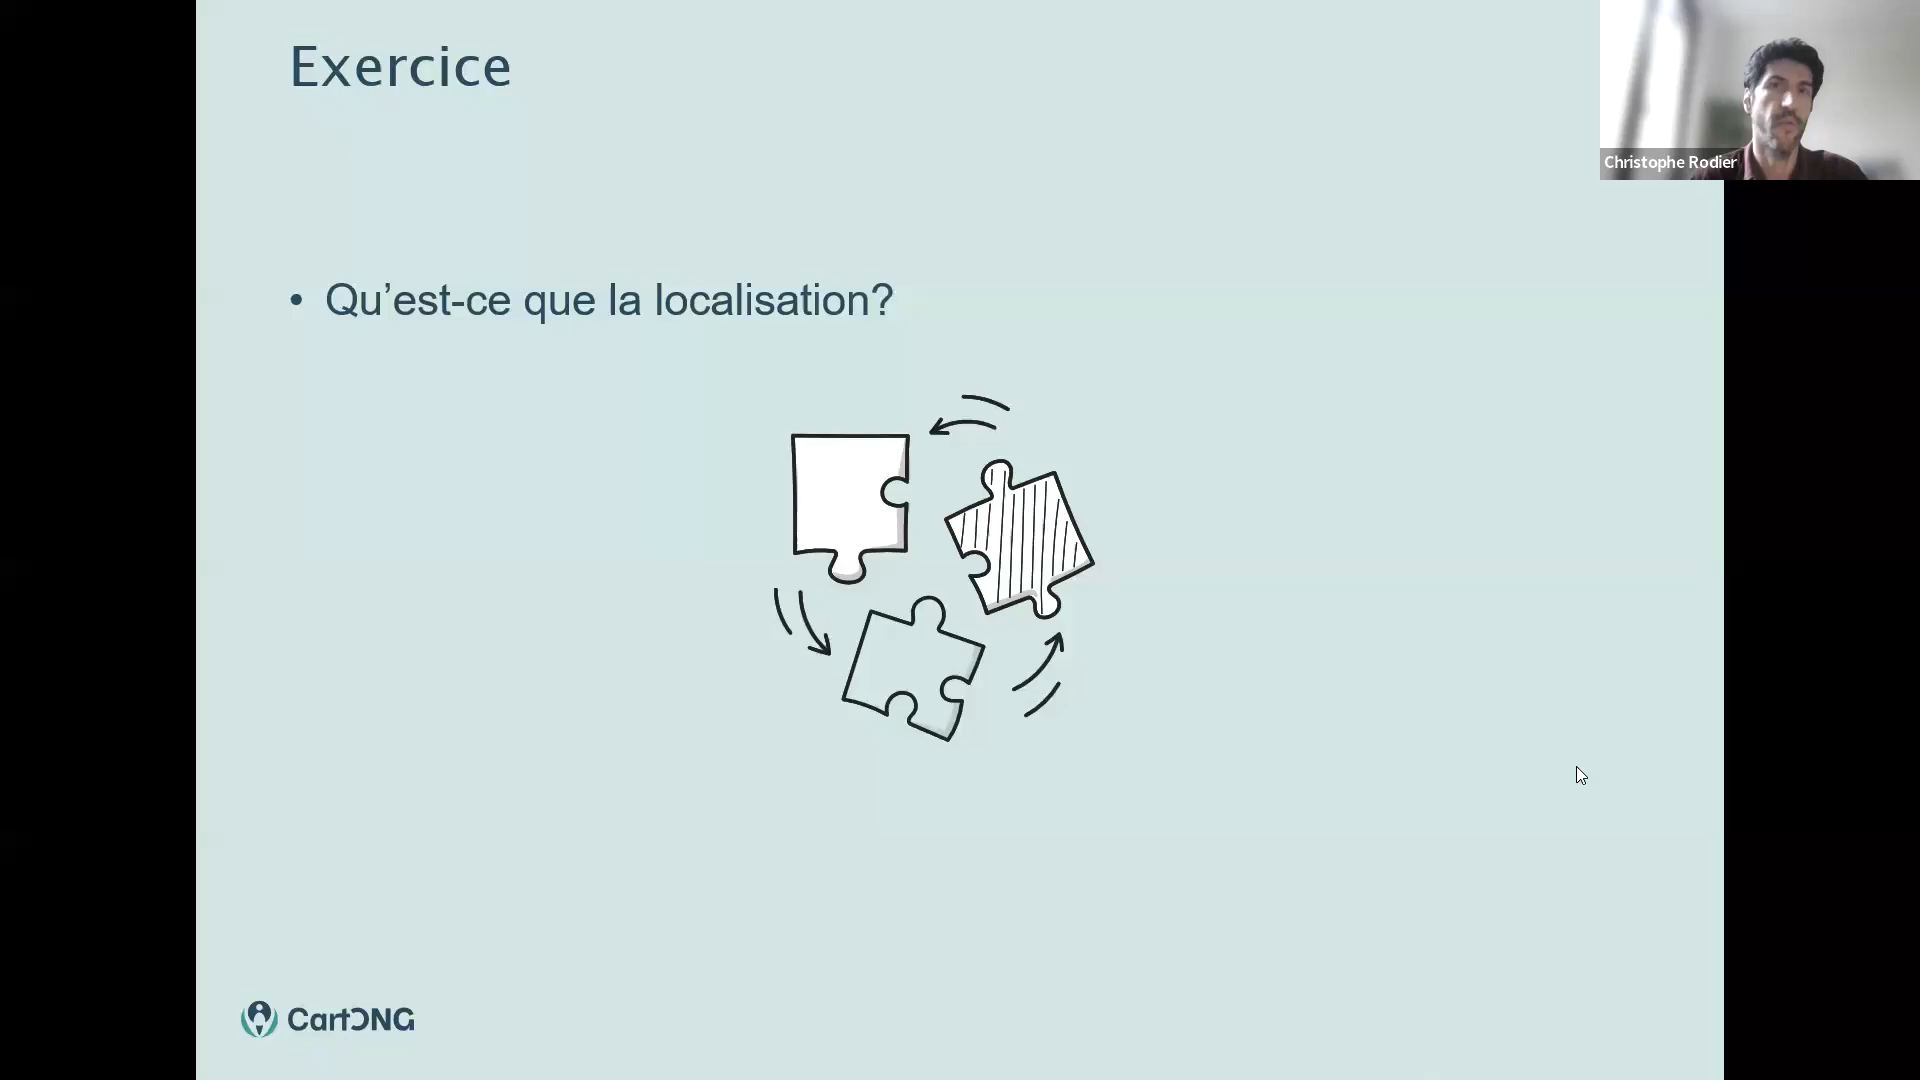 Exercice
Christophe Rodier
• Qu’est-ce que la localisation?
CartONG